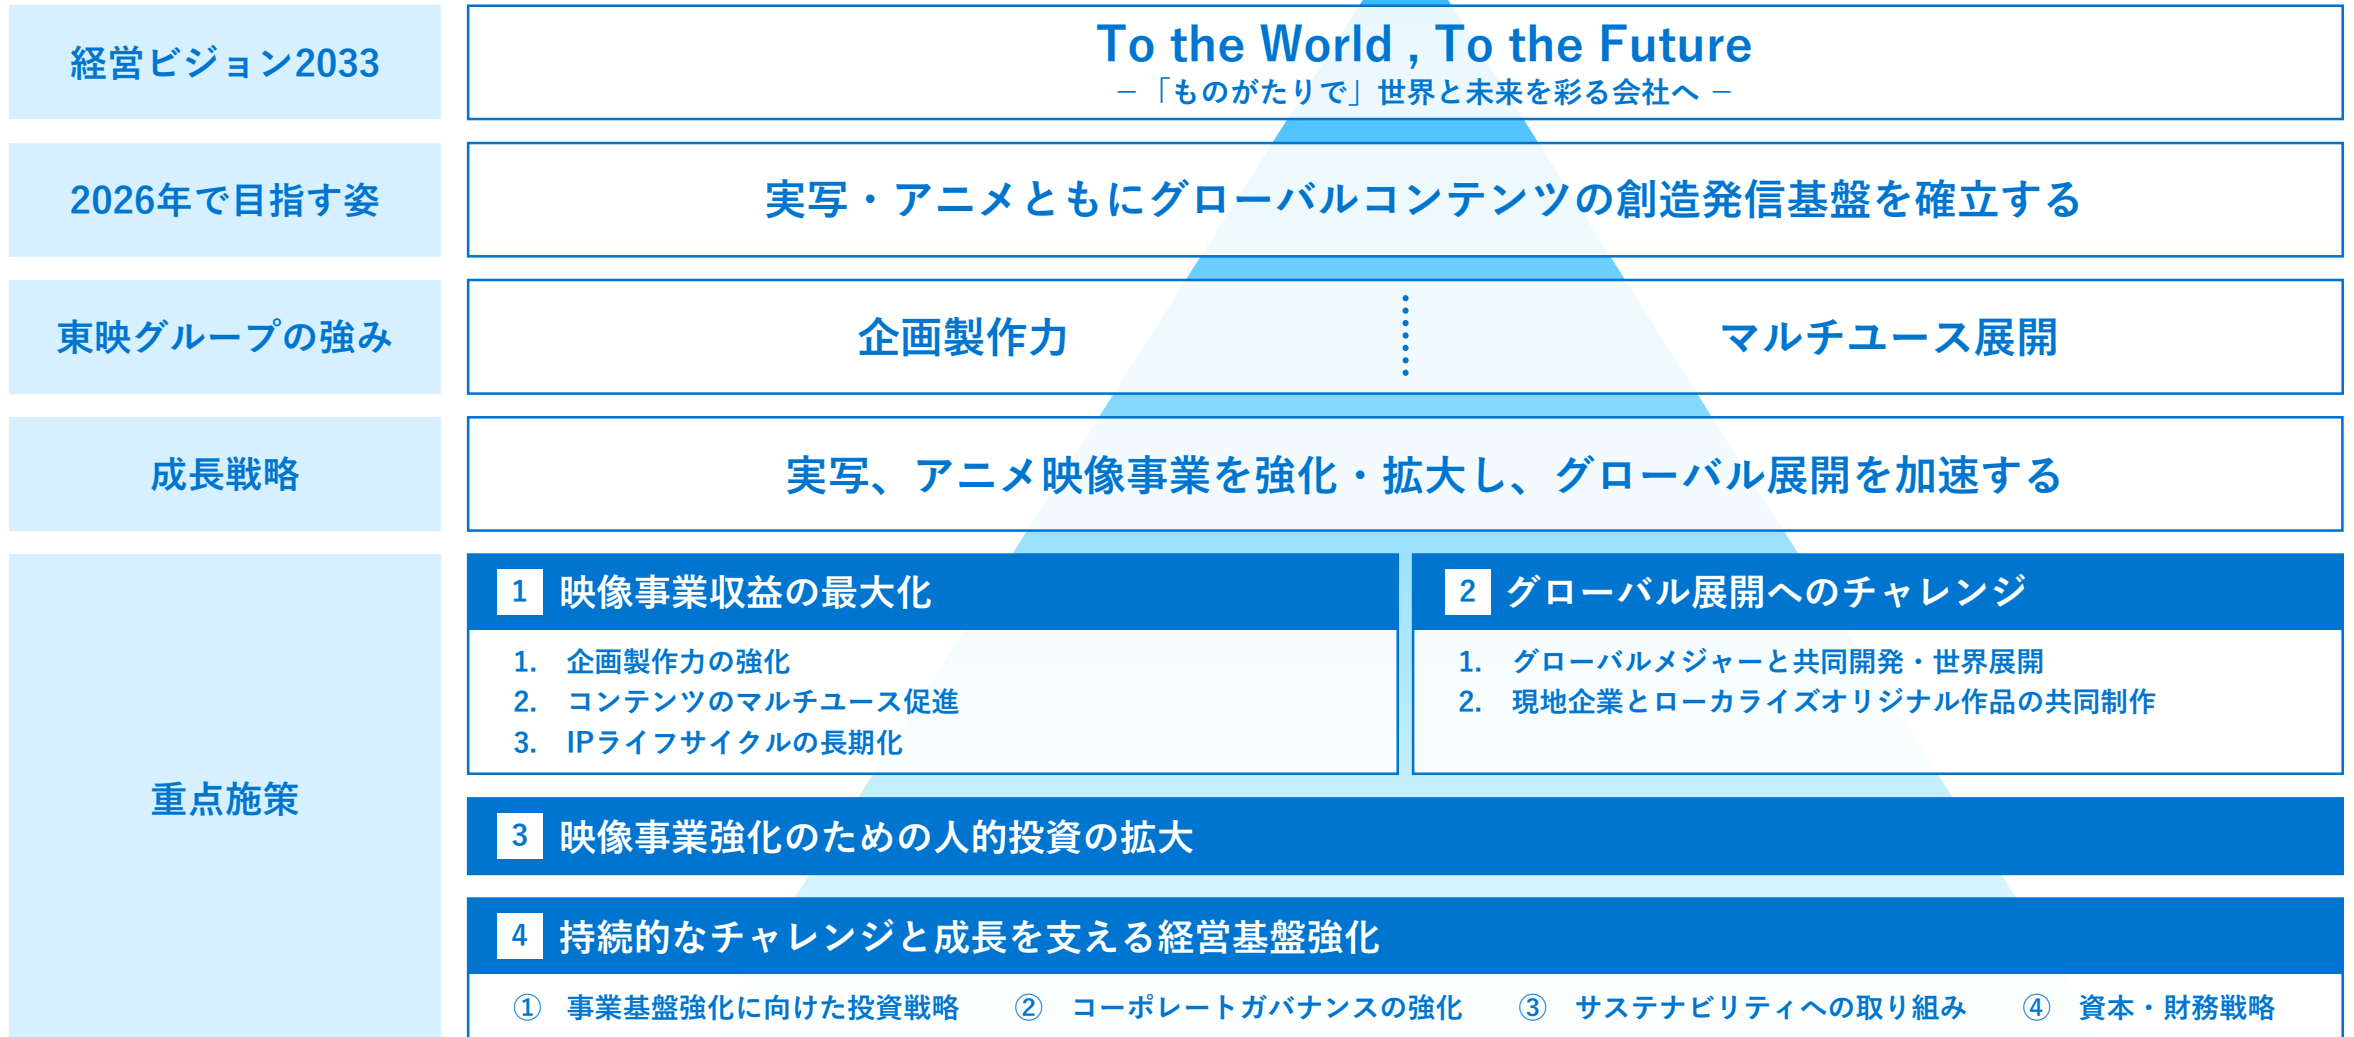 経営ビジョン2033
To the World , To the Future
－「ものがたりで」世界と未来を彩る会社へ－
2026年で目指す姿
実写・アニメともにグローバルコンテンツの創造発信基盤を確立する
東映グループの強み
企画製作力
マルチユース展開
成長戦略
実写、アニメ映像事業を強化・拡大し、グローバル展開を加速する
重点施策
1 映像事業収益の最大化
1. 企画製作力の強化
2. コンテンツのマルチユース促進
3. IPライフサイクルの長期化
2 グローバル展開へのチャレンジ
1. グローバルメジャーと共同開発・世界展開
2. 現地企業とローカライズオリジナル作品の共同制作
3 映像事業強化のための人的投資の拡大
4 持続的なチャレンジと成長を支える経営基盤強化
① 事業基盤強化に向けた投資戦略 ② コーポレートガバナンスの強化 ③ サステナビリティへの取り組み ④ 資本・財務戦略